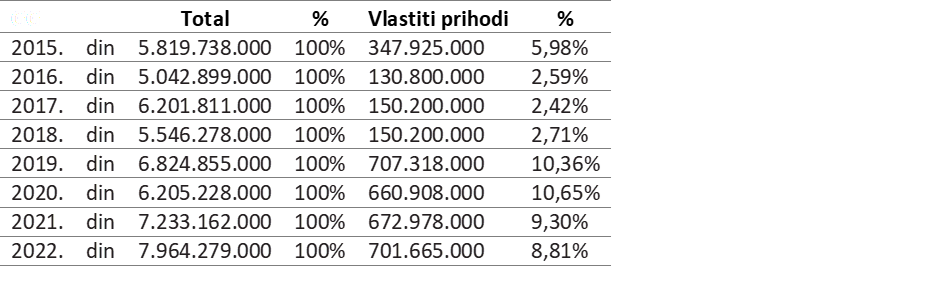 Total % Vlastiti prihodi %
2015. din 5.819.738.000 100% 347.925.000 5,98%
2016. din 5.042.899.000 100% 130.800.000 2,59%
2017. din 6.201.811.000 100% 150.200.000 2,42%
2018. din 5.546.278.000 100% 150.200.000 2,71%
2019. din 6.824.855.000 100% 707.318.000 10,36%
2020. din 6.205.228.000 100% 660.908.000 10,65%
2021. din 7.233.162.000 100% 672.978.000 9,30%
2022. din 7.964.279.000 100% 701.665.000 8,81%